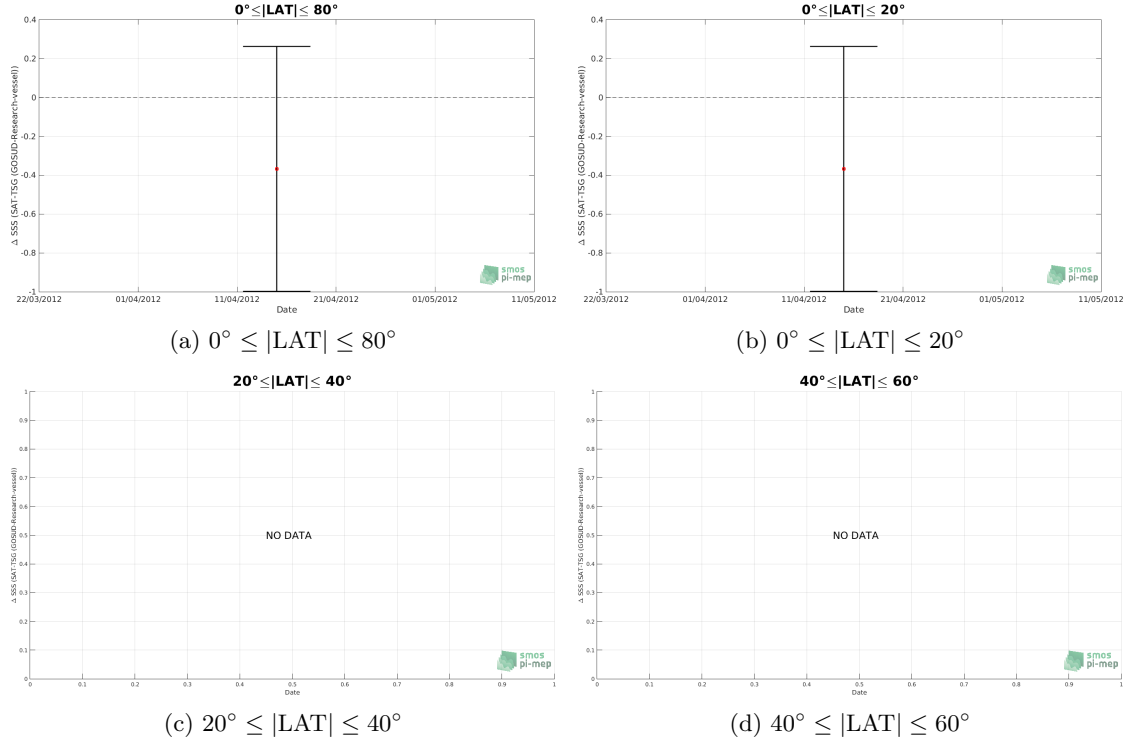 0°≤|LAT|≤ 80°
0.4
0.2
0
-0.2
-0.4
-0.6
-0.8
-1
Δ SSS (SAT-TSG (GOSUD-Research-vessel))
22/03/2012 01/04/2012 11/04/2012 21/04/2012 01/05/2012 11/05/2012
Date
smos
pi-mep
(a) 0° ≤ |LAT| ≤ 80°
0°≤|LAT|≤ 20°
0.4
0.2
0
-0.2
-0.4
-0.6
-0.8
-1
Δ SSS (SAT-TSG (GOSUD-Research-vessel))
22/03/2012 01/04/2012 11/04/2012 21/04/2012 01/05/2012 11/05/2012
Date
smos
pi-mep
(b) 0° ≤ |LAT| ≤ 20°
20°≤|LAT|≤ 40°
1
0.9
0.8
0.7
0.6
0.5
0.4
0.3
0.2
0.1
0
Δ SSS (SAT-TSG (GOSUD-Research-vessel))
NO DATA
0 0.1 0.2 0.3 0.4 0.5 0.6 0.7 0.8 0.9 1
Date
smos
pi-mep
(c) 20° ≤ |LAT| ≤ 40°
40°≤|LAT|≤ 60°
1
0.9
0.8
0.7
0.6
0.5
0.4
0.3
0.2
0.1
0
Δ SSS (SAT-TSG (GOSUD-Research-vessel))
NO DATA
0 0.1 0.2 0.3 0.4 0.5 0.6 0.7 0.8 0.9 1
Date
smos
pi-mep
(d) 40° ≤ |LAT| ≤ 60°